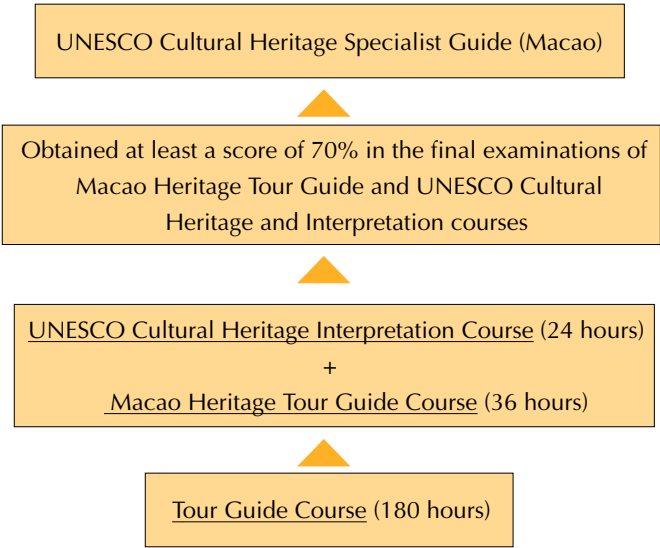 UNESCO Cultural Heritage Specialist Guide (Macao)
Obtained at least a score of 70% in the final examinations of
Macao Heritage Tour Guide and UNESCO Cultural
Heritage and Interpretation courses
UNESCO Cultural Heritage Interpretation Course (24 hours)
+
Macao Heritage Tour Guide Course (36 hours)
Tour Guide Course (180 hours)